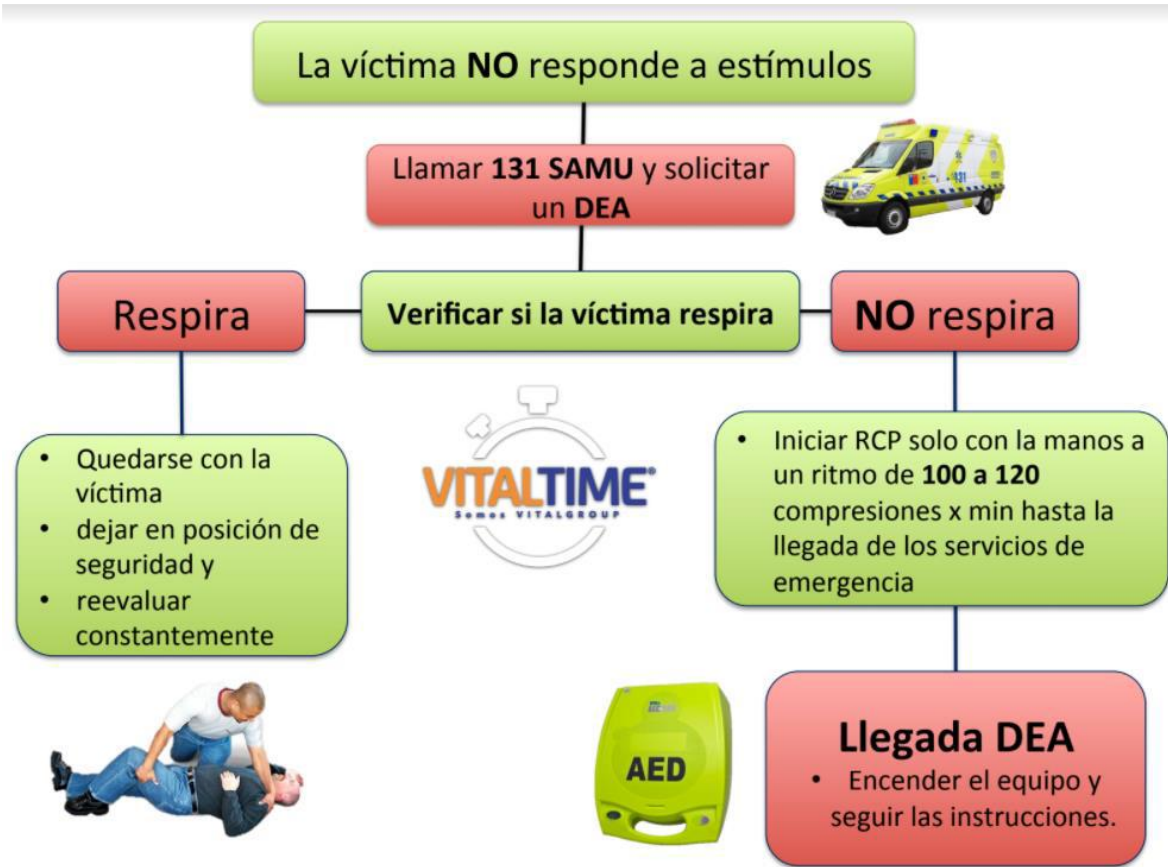 La víctima NO responde a estímulos
Llamar 131 SAMU y solicitar
un DEA
131
Respira
Verificar si la víctima respira
NO respira
• Quedarse con la
víctima
• dejar en posición de
seguridad y
• reevaluar
constantemente
VITALTIME®
Somos VITALGROUP
• Iniciar RCP solo con la manos a
un ritmo de 100 a 120
compresiones x min hasta la
llegada de los servicios de
emergencia
AED
Llegada DEA
• Encender el equipo y
seguir las instrucciones.